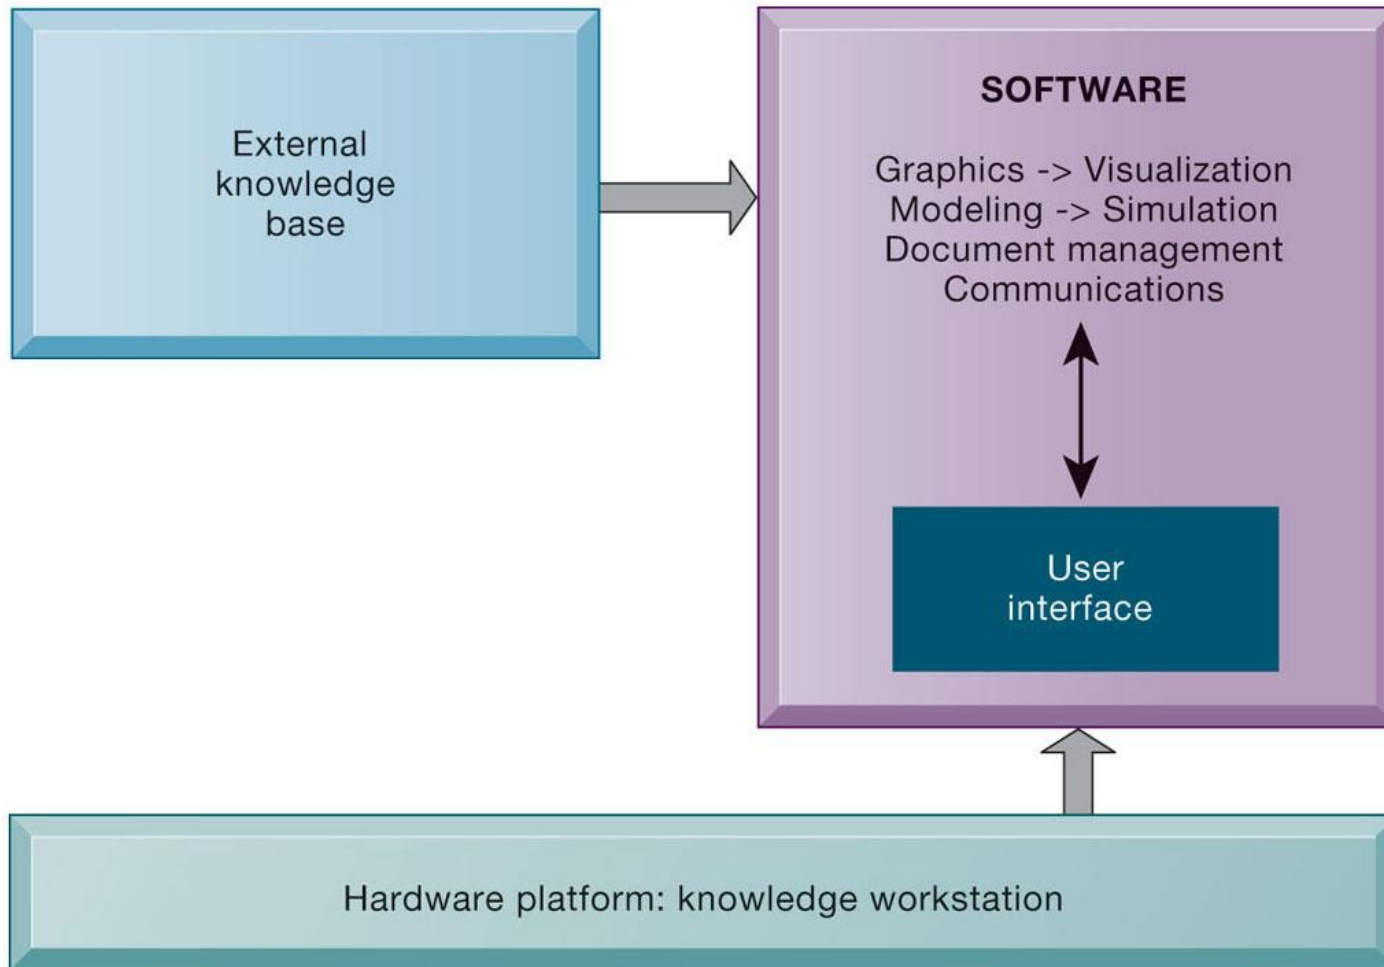 External
knowledge
base
SOFTWARE
Graphics -> Visualization
Modeling -> Simulation
Document management
Communications
User
interface
Hardware platform: knowledge workstation